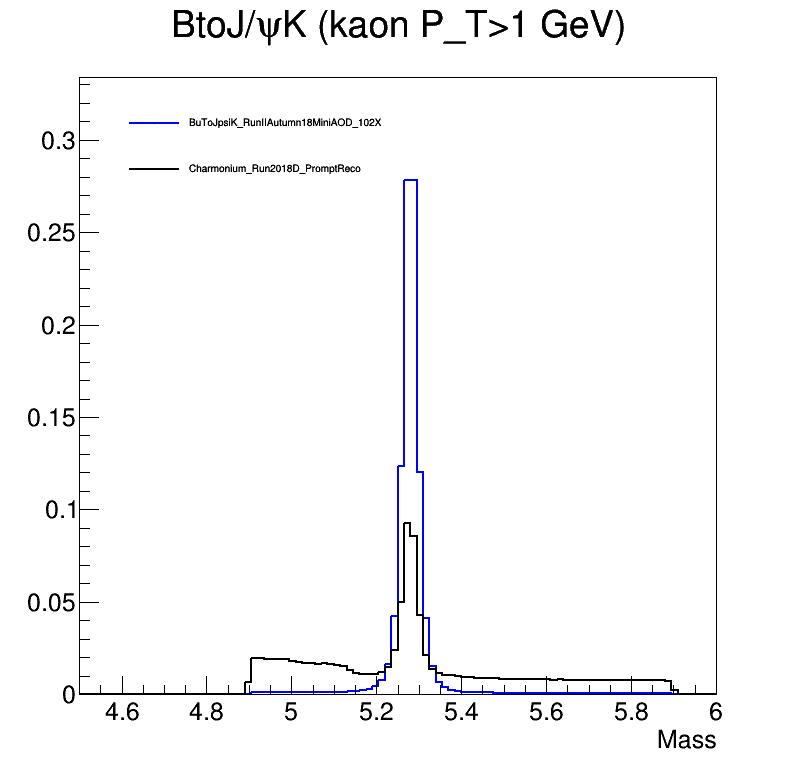 BtoJ/ψK (kaon P_T>1 GeV)
BuToJpsiK_RunIIAutumn18MiniAOD_102X
Charmonium_Run2018D_PromptReco
0.3
0.25
0.2
0.15
0.1
0.05
0
4.6 4.8 5 5.2 5.4 5.6 5.8 6
Mass